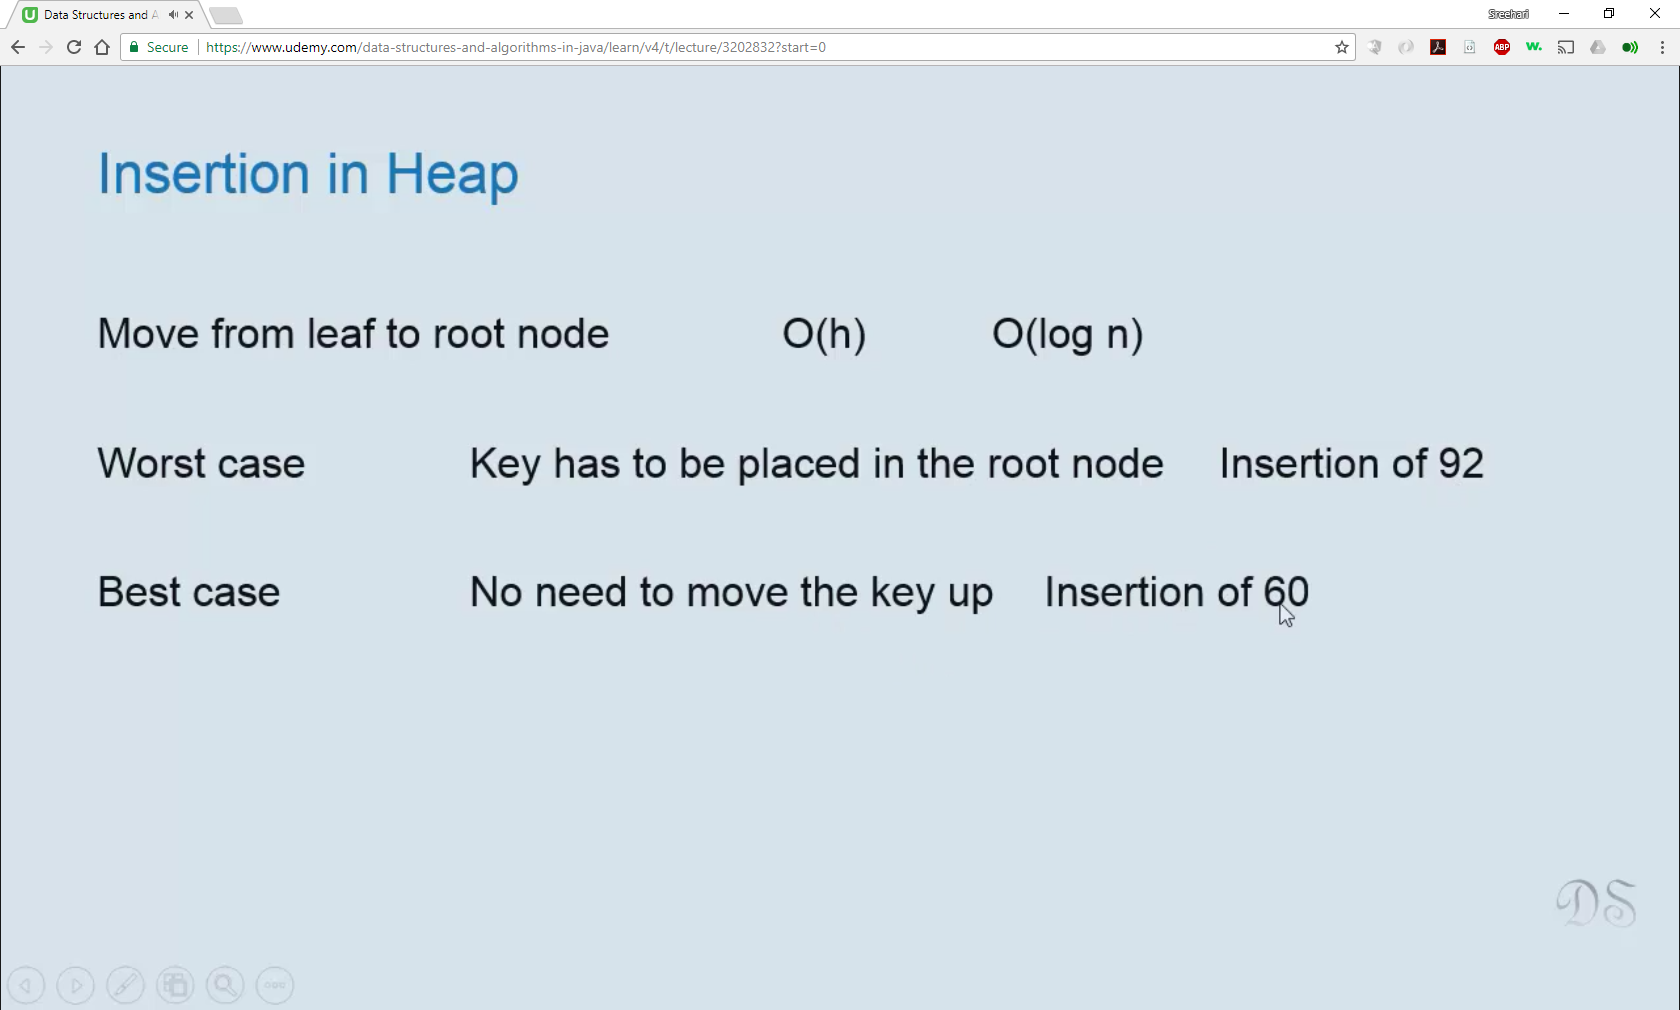 Data Structures and A
Sreehari
Secure https://www.udemy.com/data-structures-and-algorithms-in-java/learn/v4/t/lecture/3202832?start=0
ABP
w.
Insertion in Heap
Move from leaf to root node O(h) O(log n)
Worst case Key has to be placed in the root node Insertion of 92
Best case No need to move the key up Insertion of 60
DS